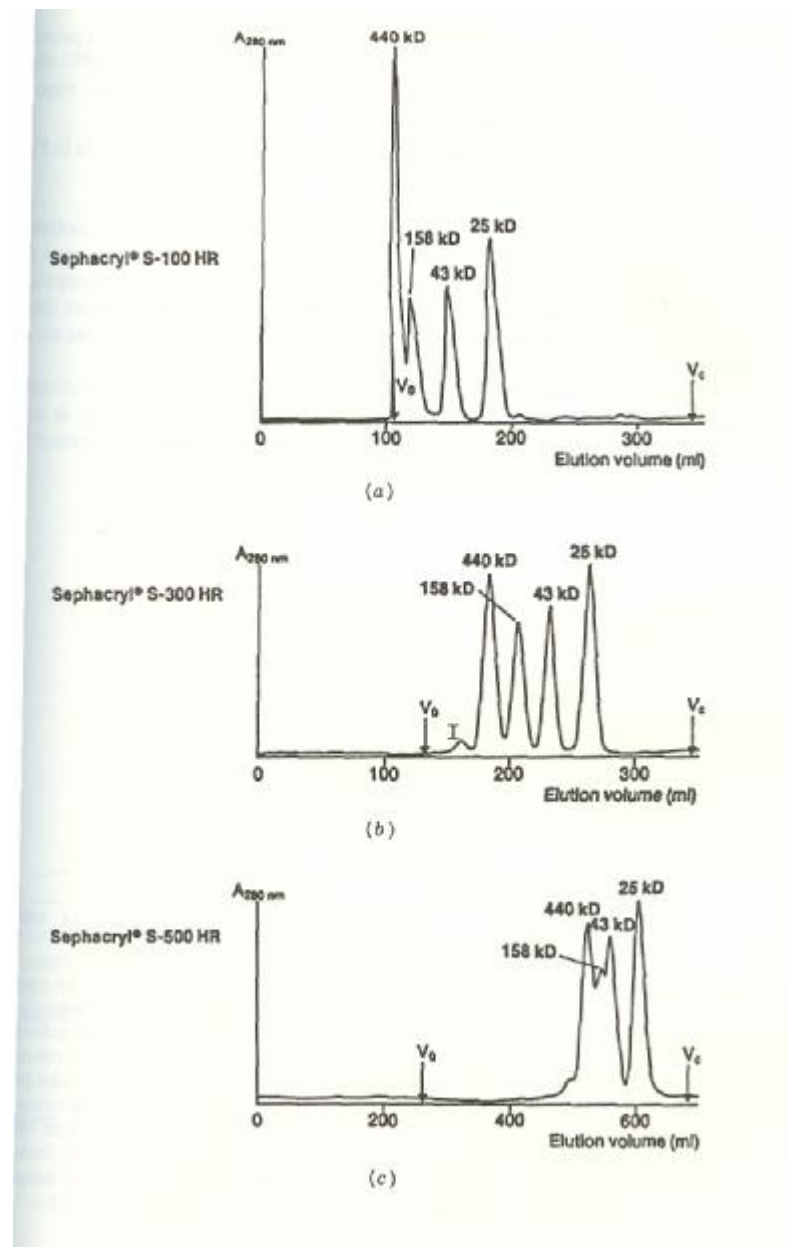 A280 nm
440 kD
158 kD
25 kD
43 kD
Sephacryl® S-100 HR
V0
Vc
0 100 200 300
Elution volume (ml)
(a)
A280 nm
440 kD
25 kD
158 kD
43 kD
Sephacryl® S-300 HR
V0
I
Vc
0 100 200 300
Elution volume (ml)
(b)
A280 nm
25 kD
440 kD
43 kD
158 kD
Sephacryl® S-500 HR
V0
Vc
0 200 400 600
Elution volume (ml)
(c)